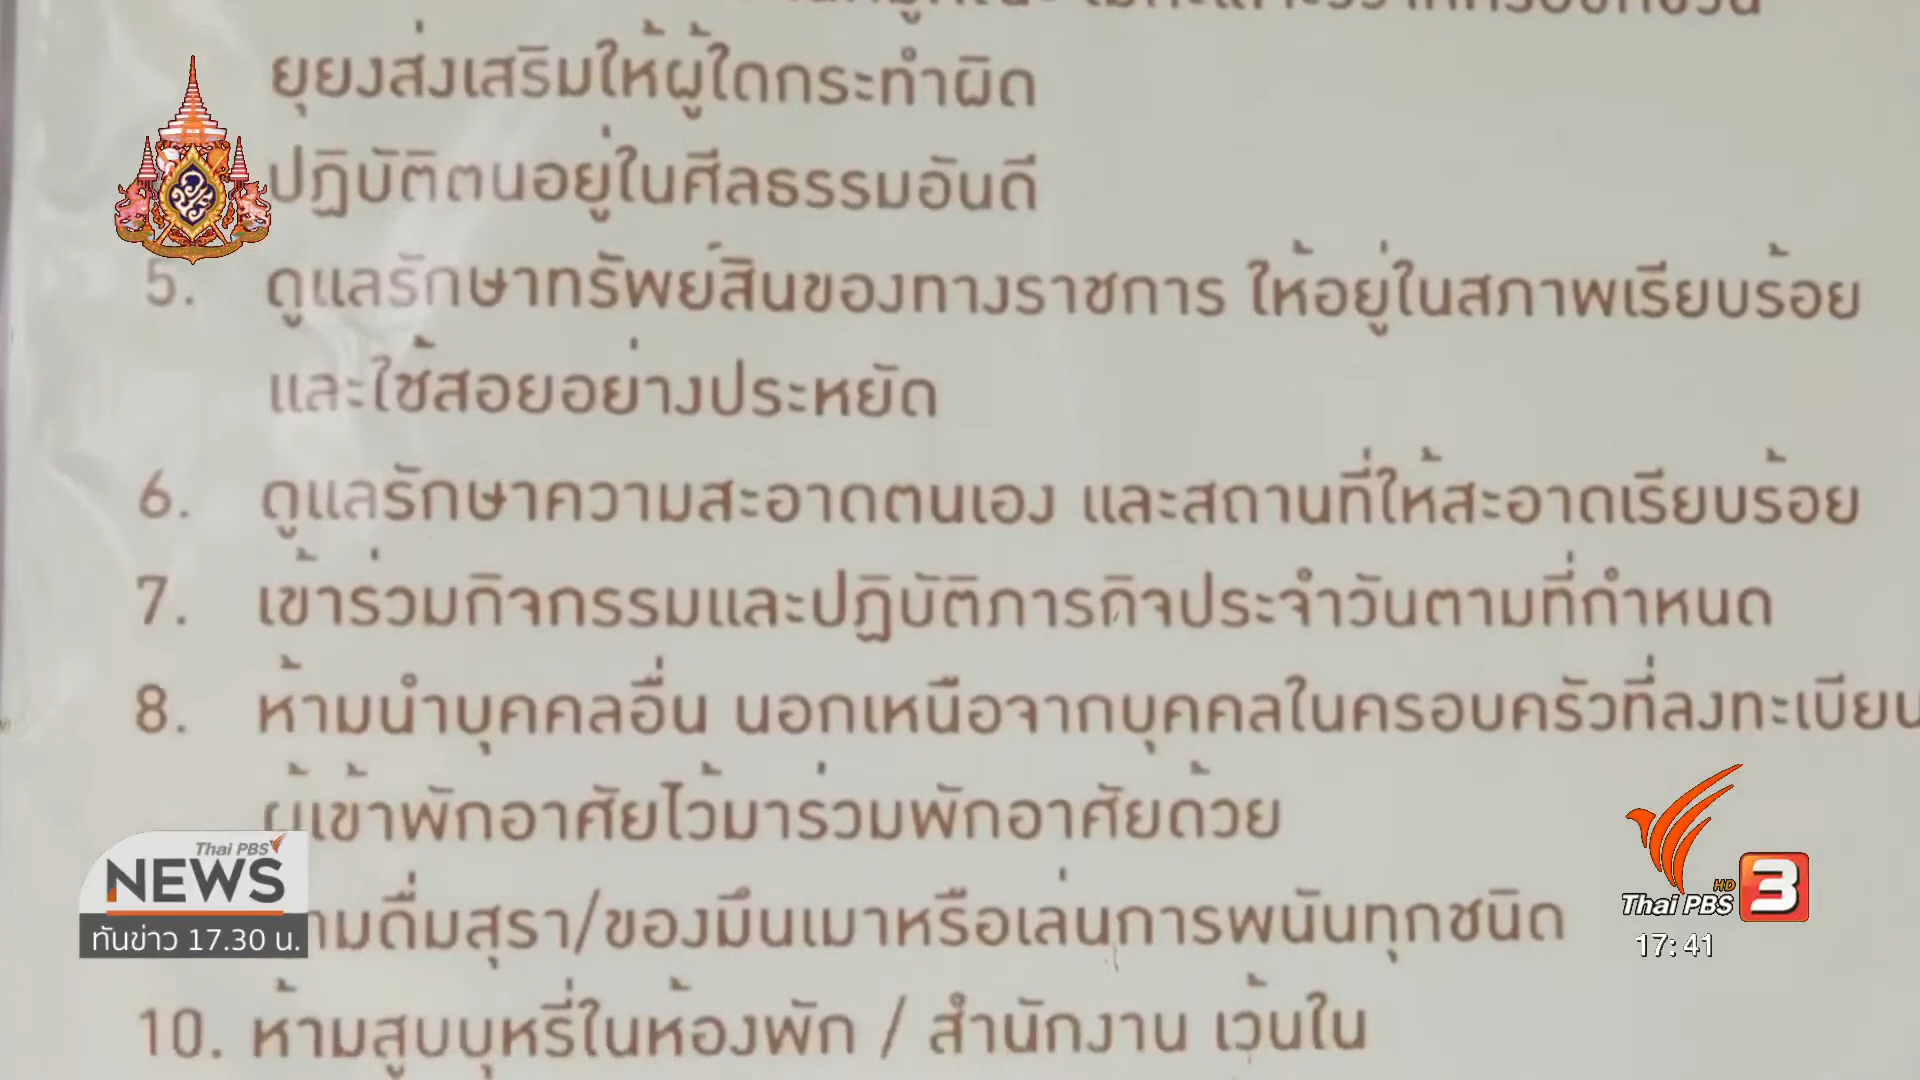 ยุยงส่งเสริมให้ผู้ใดกระทำผิด
ปฏิบัติตนอยู่ในศีลธรรมอันดี
5. ดูแลรักษาทรัพย์สินของทางราชการ ให้อยู่ในสภาพเรียบร้อย
และใช้สอยอย่างประหยัด
6. ดูแลรักษาความสะอาดตนเอง และสถานที่ให้สะอาดเรียบร้อย
7. เข้าร่วมกิจกรรมและปฏิบัติภารกิจประจำวันตามที่กำหนด
8. ห้ามนำบุคคลอื่น นอกเหนือจากบุคคลในครอบครัวที่ลงทะเบียน
ผู้เข้าพักอาศัยไว้มาร่วมพักอาศัยด้วย
ามดื่มสุรา/ของมึนเมาหรือเล่นการพนันทุกชนิด
10. ห้ามสูบบุหรี่ในห้องพัก / สำนักงาน เว้นใน
Thai PBS
NEWS
ทันข่าว 17.30 น.
Thai PBS HD 3
17:41